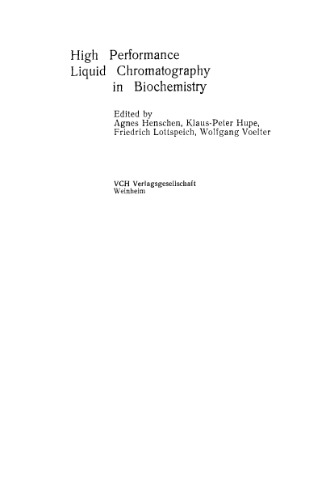 High Performance
Liquid Chromatography
in Biochemistry
Edited by
Agnes Henschen, Klaus-Peter Hupe,
Friedrich Lottspeich, Wolfgang Voelter
VCH Verlagsgesellschaft
Weinheim